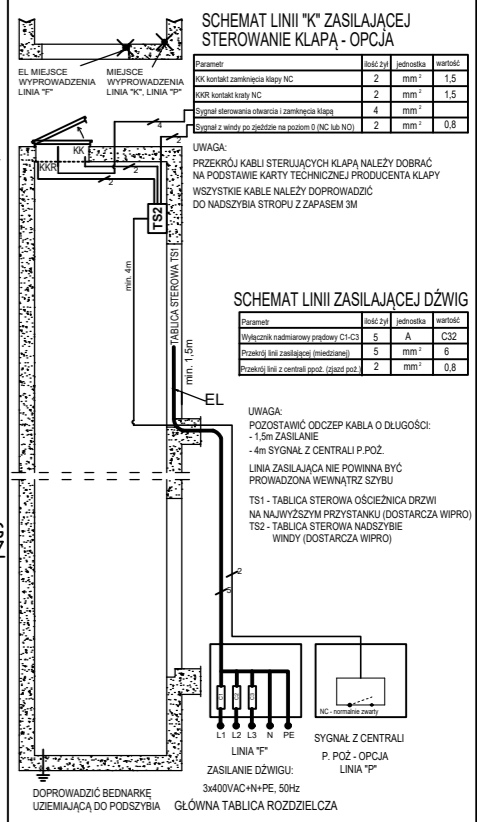 SCHEMAT LINII "K" ZASILAJĄCEJ
STEROWANIE KLAPĄ - OPCJA
EL MIEJSCE
WYPROWADZENIA
LINIA "F"
MIEJSCE
WYPROWADZENIA
LINIA "K", LINIA "P"
Parametr ilość żył jednostka wartość
KK kontakt zamknięcia klapy NC 2 mm² 1,5
KKR kontakt kraty NC 2 mm² 1,5
Sygnał sterowania otwarcia i zamknięcia klapą 4 mm²
Sygnał z windy po zjeździe na poziom 0 (NC lub NO) 2 mm² 0,8
4
2
KK
KKR
2
2
TS2
UWAGA:
PRZEKRÓJ KABLI STERUJĄCYCH KLAPĄ NALEŻY DOBRAĆ
NA PODSTAWIE KARTY TECHNICZNEJ PRODUCENTA KLAPY
WSZYSTKIE KABLE NALEŻY DOPROWADZIĆ
DO NADSZYBIA STROPU Z ZAPASEM 3M
min. 4m
TABLICA STEROWA TS1
min. 1,5m
EL
SCHEMAT LINII ZASILAJĄCEJ DŹWIG
Parametr ilość żył jednostka wartość
Wyłącznik nadmiarowy prądowy C1-C3 5 A C32
Przekrój linii zasilającej (miedzianej) 5 mm² 6
Przekrój linii z centrali ppoż. (zjazd poż.) 2 mm² 0,8
UWAGA:
POZOSTAWIĆ ODCZEP KABLA O DŁUGOŚCI:
- 1,5m ZASILANIE
- 4m SYGNAŁ Z CENTRALI P.POŻ.
LINIA ZASILAJĄCA NIE POWINNA BYĆ
PROWADZONA WEWNĄTRZ SZYBU
TS1 - TABLICA STEROWA OŚCIEŻNICA DRZWI
NA NAJWYŻSZYM PRZYSTANKU (DOSTARCZA WIPRO)
TS2 - TABLICA STEROWA NADSZYBIE
WINDY (DOSTARCZA WIPRO)
2
5
C1 C2 C3
L1 L2 L3 N PE
NC - normalnie zwarty
LINIA "F"
ZASILANIE DŹWIGU:
3x400VAC+N+PE, 50Hz
GŁÓWNA TABLICA ROZDZIELCZA
SYGNAŁ Z CENTRALI
P. POŻ - OPCJA
LINIA "P"
DOPROWADZIĆ BEDNARKĘ
UZIEMIAJĄCĄ DO PODSZYBIA